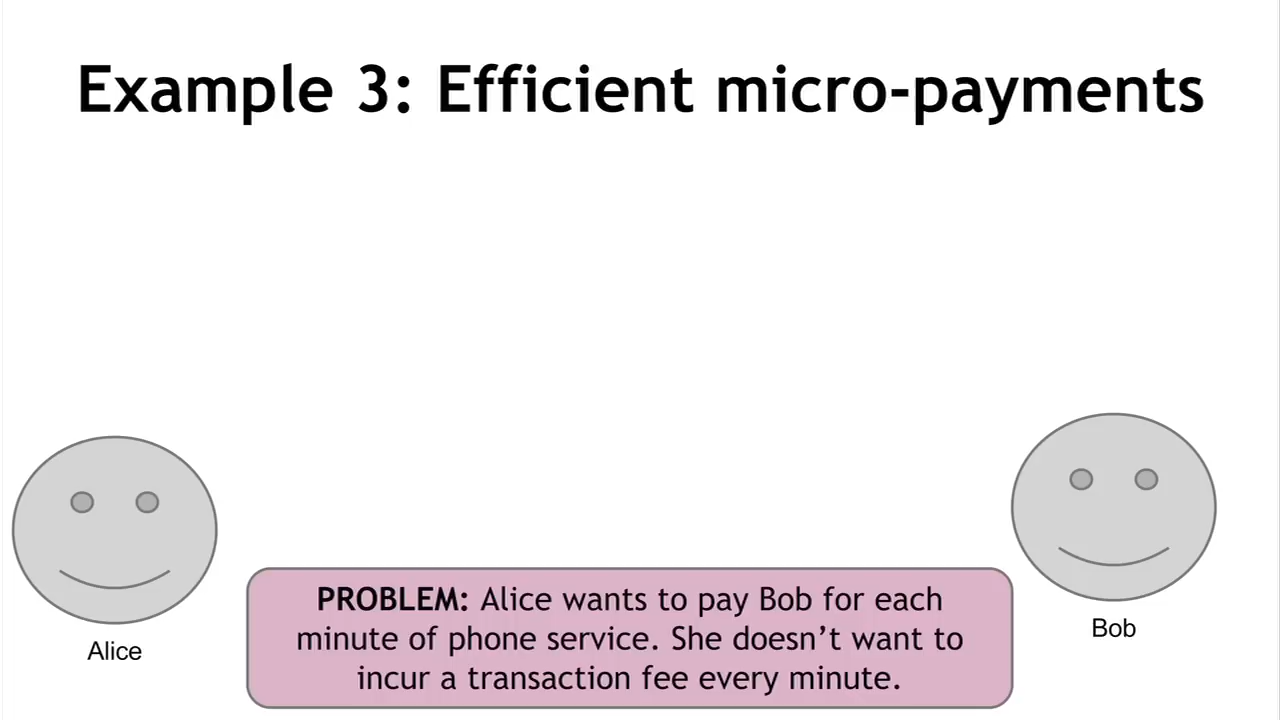 Example 3: Efficient micro-payments
PROBLEM: Alice wants to pay Bob for each
minute of phone service. She doesn’t want to
incur a transaction fee every minute.
Alice
Bob